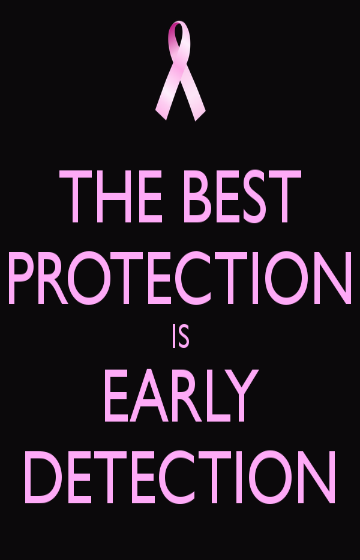 THE BEST
PROTECTION
IS
EARLY
DETECTION